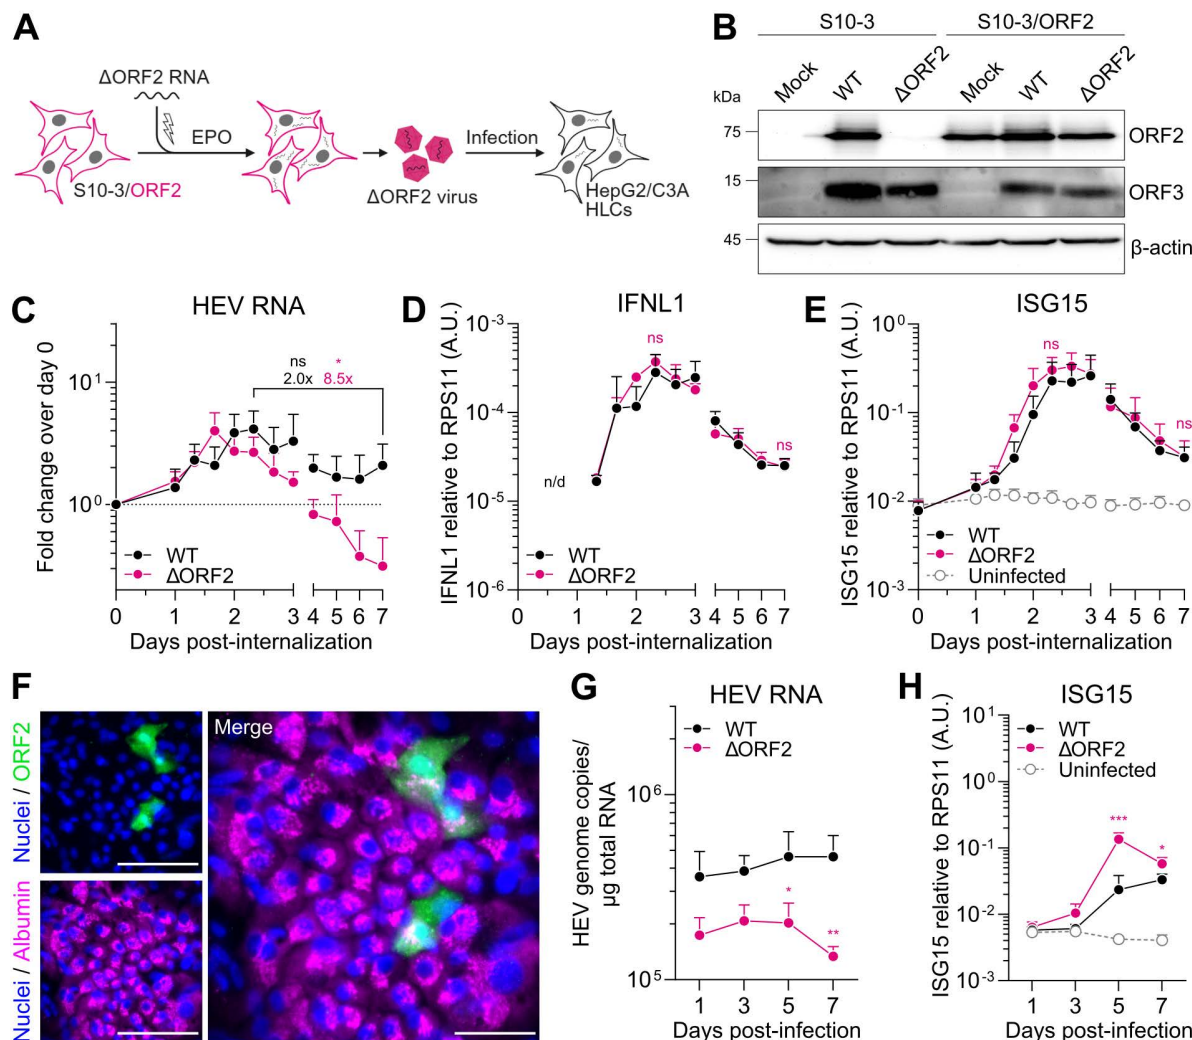 A
ΔORF2 RNA
EPO
Infection
S10-3/ORF2
ΔORF2 virus
HepG2/C3A
HLCs
B
S10-3
S10-3/ORF2
Mock
WT
ΔORF2
Mock
WT
ΔORF2
kDa
75
ORF2
15
ORF3
45
β-actin
C
HEV RNA
Fold change over day 0
10¹
10⁰
ns
*
2.0x
8.5x
WT
ΔORF2
0
1
2
3
4
5
6
7
Days post-internalization
D
IFNL1
IFNL1 relative to RPS11 (A.U.)
10⁻³
10⁻⁴
10⁻⁵
10⁻⁶
ns
n/d
ns
WT
ΔORF2
0
1
2
3
4
5
6
7
Days post-internalization
E
ISG15
ISG15 relative to RPS11 (A.U.)
10⁰
10⁻¹
10⁻²
10⁻³
ns
ns
WT
ΔORF2
Uninfected
0
1
2
3
4
5
6
7
Days post-internalization
F
Nuclei / ORF2
Nuclei / Albumin
Merge
G
HEV RNA
WT
ΔORF2
HEV genome copies/
µg total RNA
10⁶
10⁵
*
**
1
3
5
7
Days post-infection
H
ISG15
ISG15 relative to RPS11 (A.U.)
10¹
10⁰
10⁻¹
10⁻²
10⁻³
WT
ΔORF2
Uninfected
***
*
1
3
5
7
Days post-infection